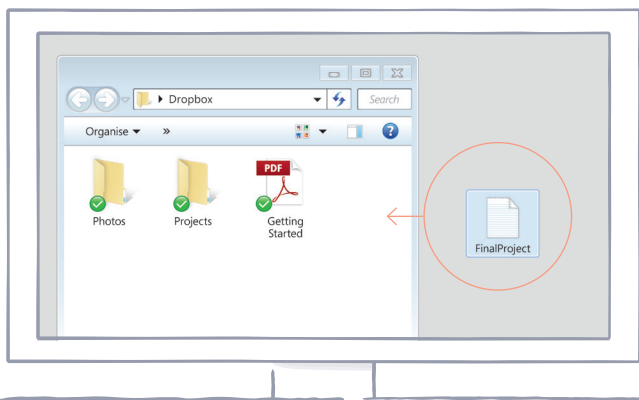 Dropbox
Search
Organise
»
?
PDF
Photos
Projects
Getting
Started
FinalProject